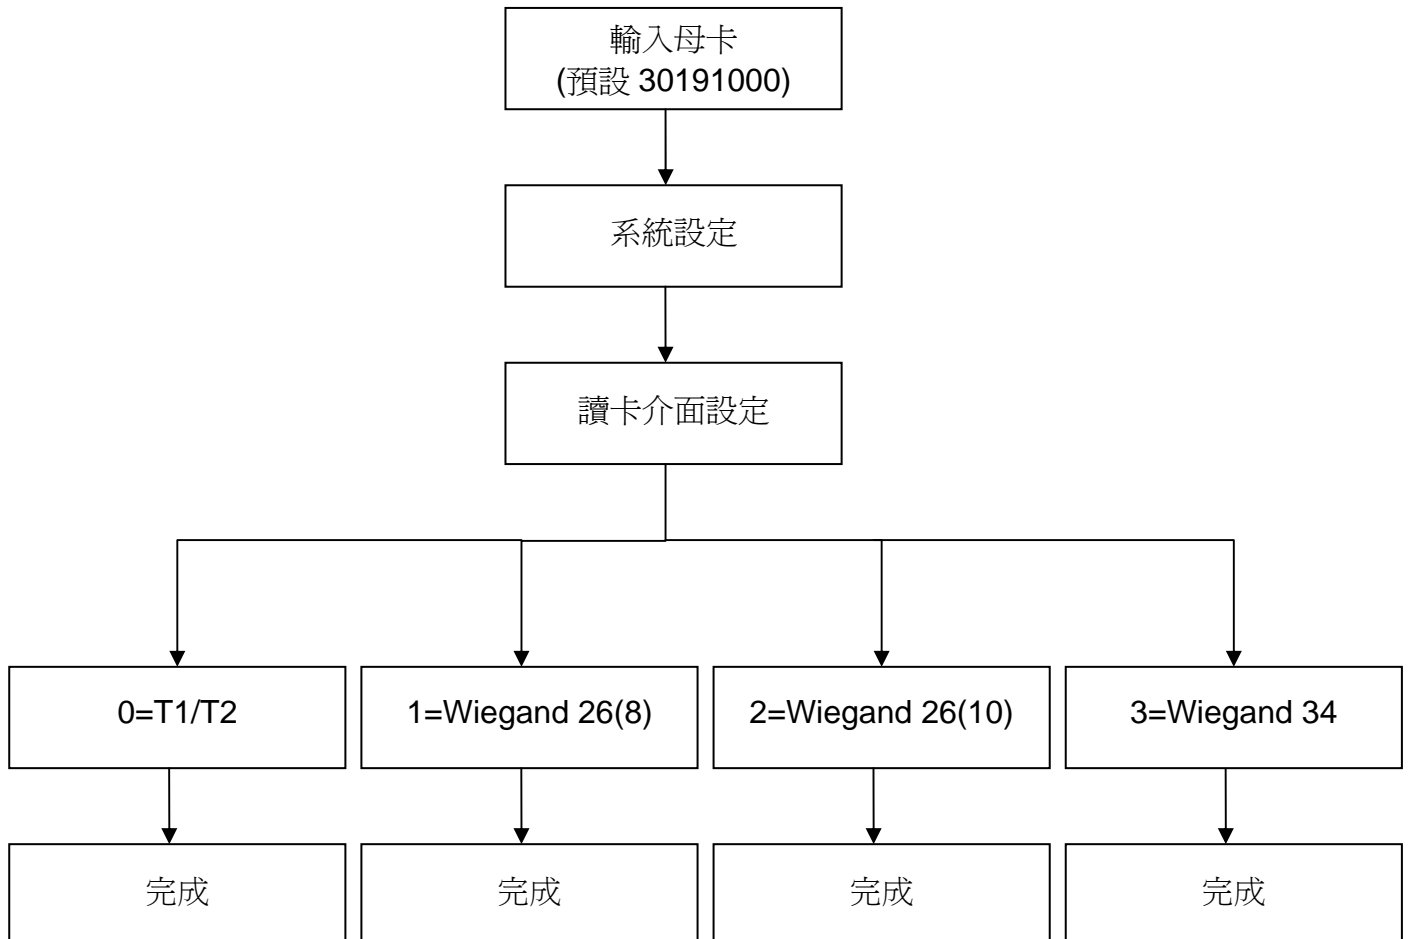 輸入母卡
(預設 30191000)
系統設定
讀卡介面設定
0=T1/T2
1=Wiegand 26(8)
2=Wiegand 26(10)
3=Wiegand 34
完成
完成
完成
完成